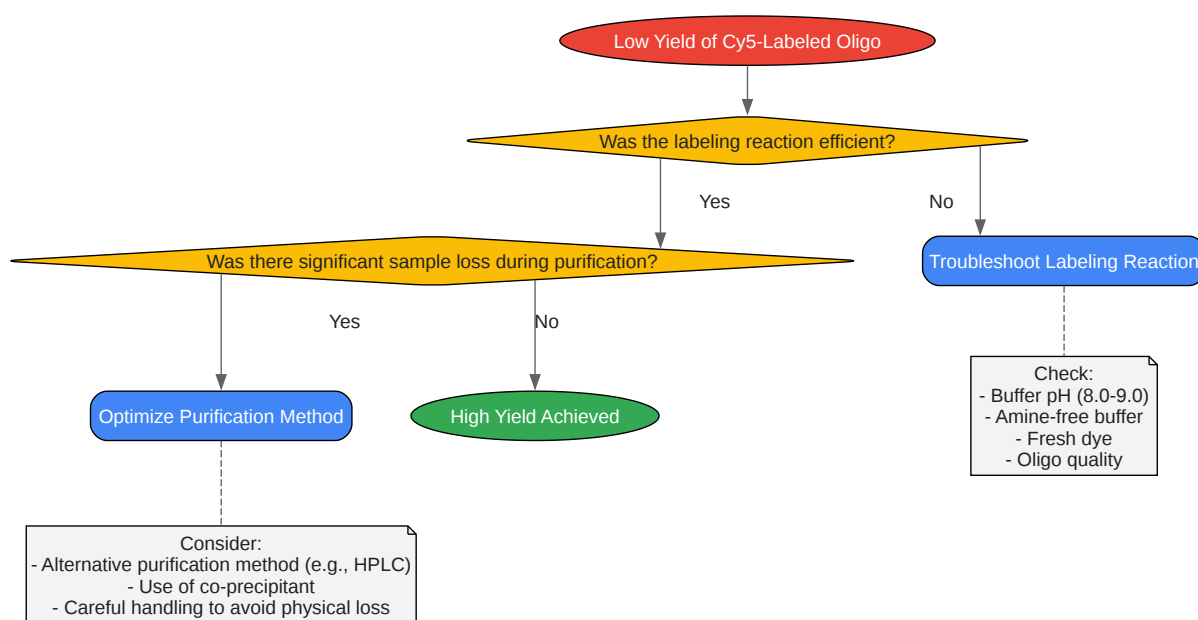 Low Yield of Cy5-Labeled Oligo
Was the labeling reaction efficient?
Yes
No
Was there significant sample loss during purification?
Troubleshoot Labeling Reaction
Yes
No
Check:
- Buffer pH (8.0-9.0)
- Amine-free buffer
- Fresh dye
- Oligo quality
Optimize Purification Method
High Yield Achieved
Consider:
- Alternative purification method (e.g., HPLC)
- Use of co-precipitant
- Careful handling to avoid physical loss